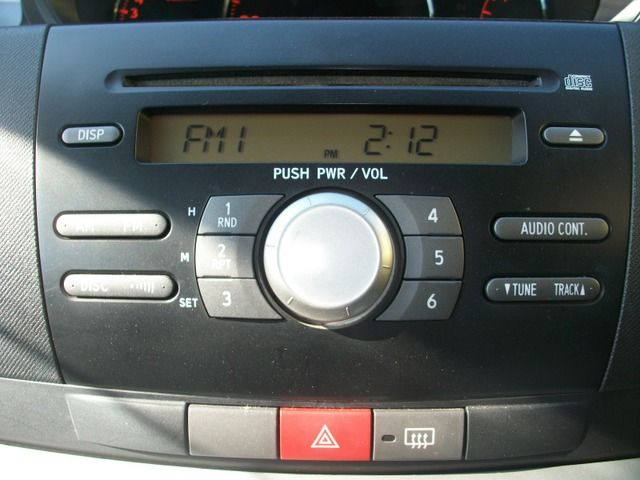 disc
DISP
FM1 PM 2:12
PUSH PWR / VOL
H 1 RND 4
AUDIO CONT.
M 2 RPT 5
DISC
SET 3 6
▼TUNE TRACK▲